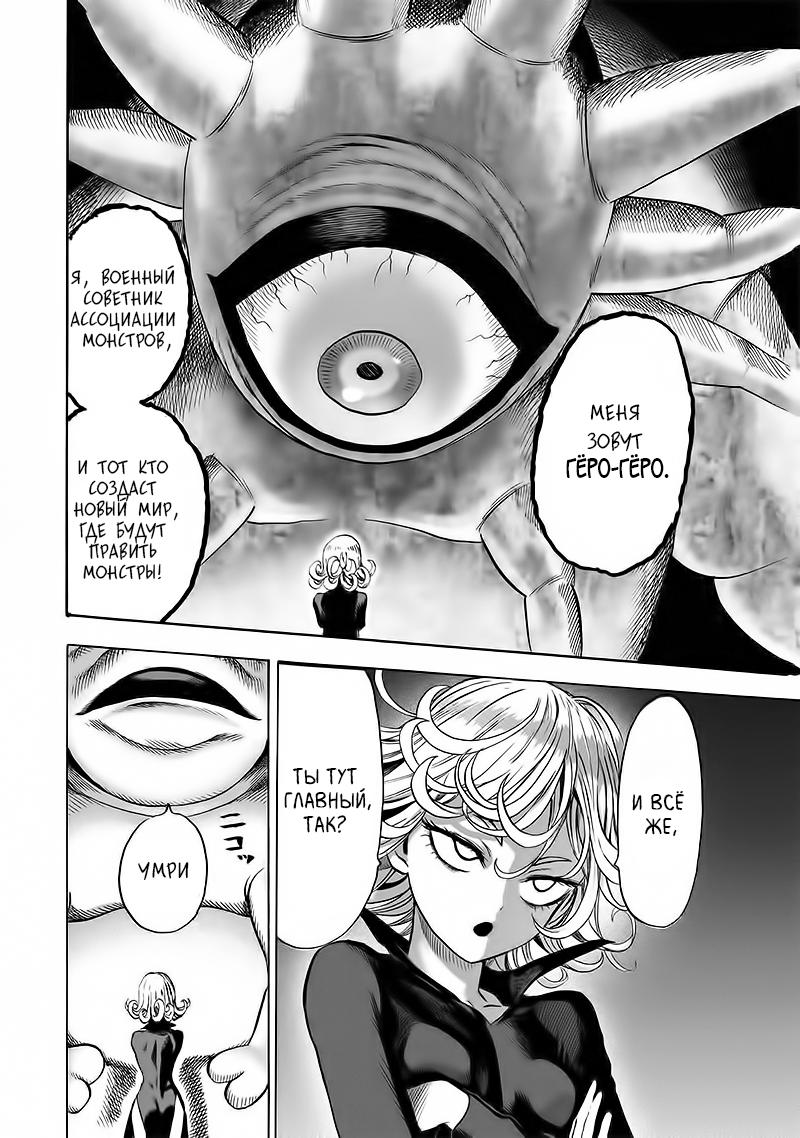 МЕНЯ
ЗОВУТ
ГЁРО-ГЁРО.
Я, ВОЕННЫЙ
СОВЕТНИК
АССОЦИАЦИИ
МОНСТРОВ,
И ТОТ КТО
СОЗДАСТ
НОВЫЙ МИР,
ГДЕ БУДУТ
ПРАВИТЬ
МОНСТРЫ!
И ВСЁ
ЖЕ,
ТЫ ТУТ
ГЛАВНЫЙ,
ТАК?
ニコッ
УМРИ